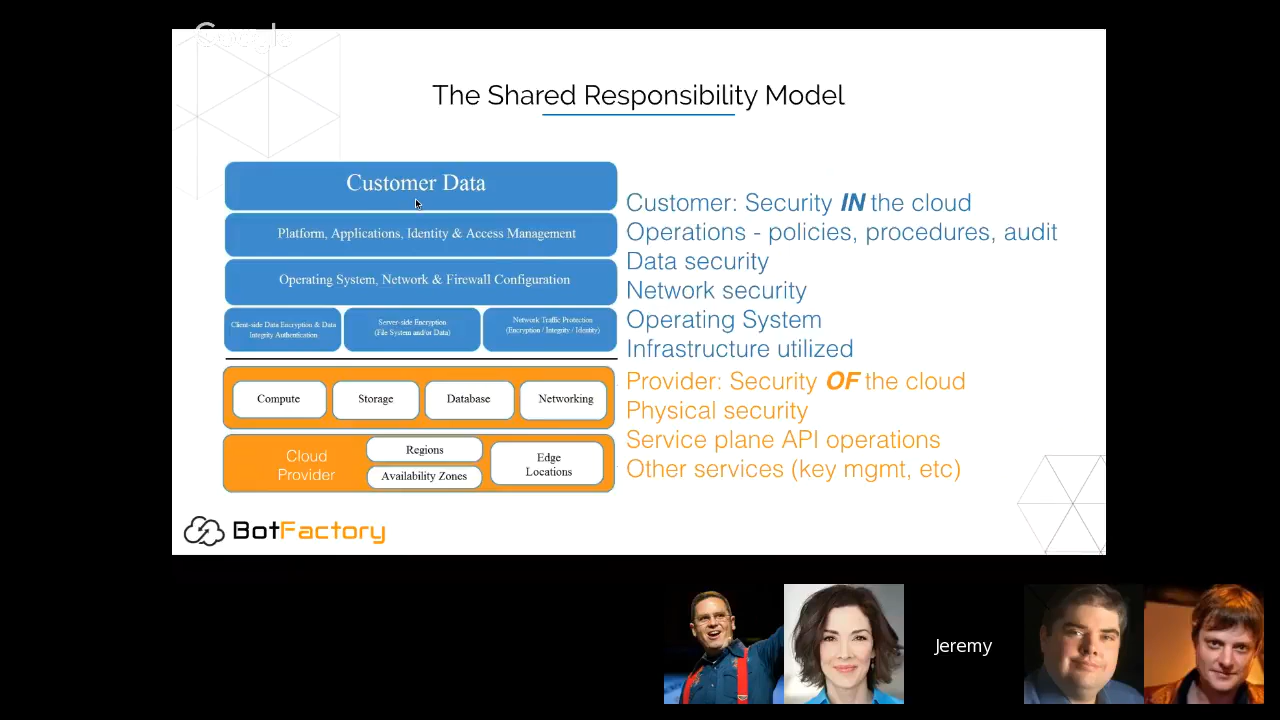 Google
The Shared Responsibility Model
Customer Data
Platform, Applications, Identity & Access Management
Operating System, Network & Firewall Configuration
Client-side Data Encryption & Data
Integrity Authentication
Server-side Encryption
(File System and/or Data)
Network Traffic Protection
(Encryption / Integrity / Identity)
Compute
Storage
Database
Networking
Cloud
Provider
Regions
Availability Zones
Edge
Locations
Customer: Security IN the cloud
Operations - policies, procedures, audit
Data security
Network security
Operating System
Infrastructure utilized
Provider: Security OF the cloud
Physical security
Service plane API operations
Other services (key mgmt, etc)
BotFactory
Jeremy